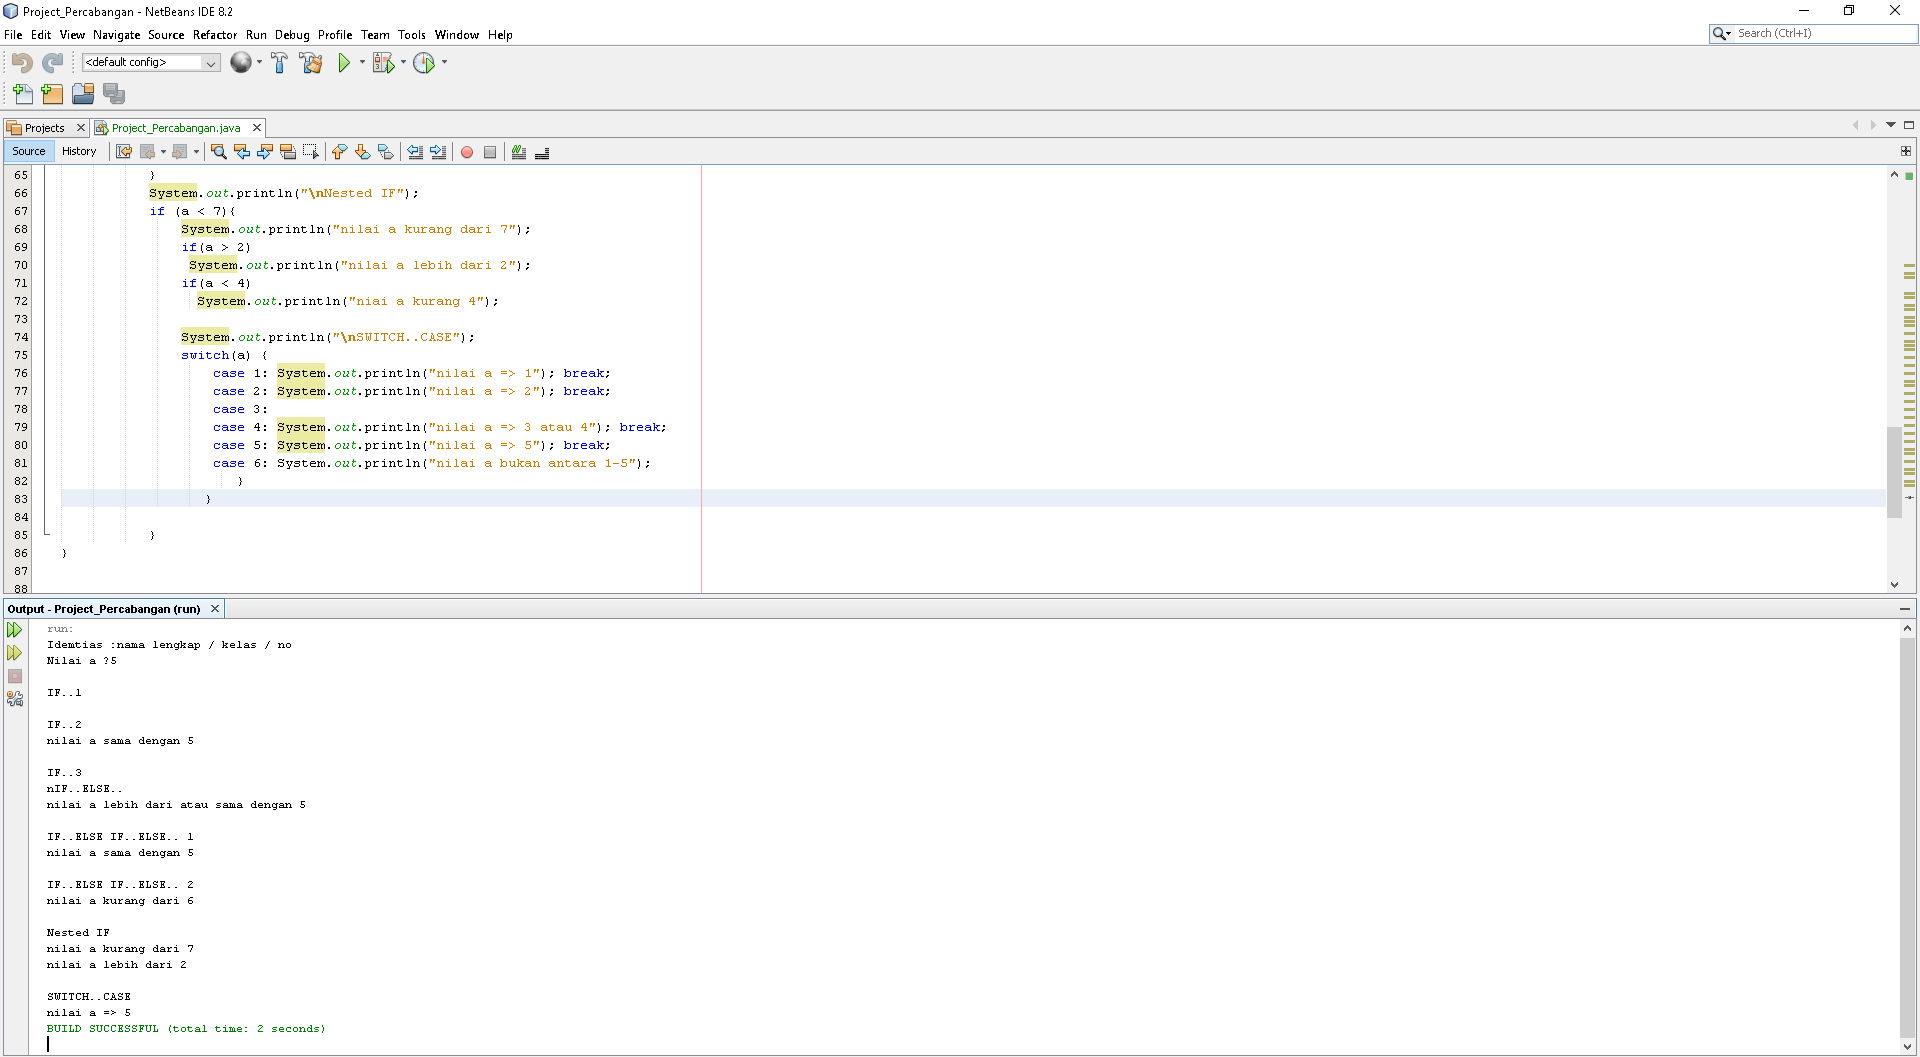 Project_Percabangan - NetBeans IDE 8.2
File Edit View Navigate Source Refactor Run Debug Profile Team Tools Window Help
Search (Ctrl+I)
<default config>
Projects
Project_Percabangan.java
Source History
65 }
66 System.out.println("\nNested IF");
67 if (a < 7){
68 System.out.println("nilai a kurang dari 7");
69 if(a > 2)
70 System.out.println("nilai a lebih dari 2");
71 if(a < 4)
72 System.out.println("niai a kurang 4");
73
74 System.out.println("\nSWITCH..CASE");
75 switch(a) {
76 case 1: System.out.println("nilai a => 1"); break;
77 case 2: System.out.println("nilai a => 2"); break;
78 case 3:
79 case 4: System.out.println("nilai a => 3 atau 4"); break;
80 case 5: System.out.println("nilai a => 5"); break;
81 case 6: System.out.println("nilai a bukan antara 1-5");
82 }
83 }
84
85 }
86 }
87
88
Output - Project_Percabangan (run)
run:
Idemtias :nama lengkap / kelas / no
Nilai a ?5
IF..1
IF..2
nilai a sama dengan 5
IF..3
nIF..ELSE..
nilai a lebih dari atau sama dengan 5
IF..ELSE IF..ELSE.. 1
nilai a sama dengan 5
IF..ELSE IF..ELSE.. 2
nilai a kurang dari 6
Nested IF
nilai a kurang dari 7
nilai a lebih dari 2
SWITCH..CASE
nilai a => 5
BUILD SUCCESSFUL (total time: 2 seconds)